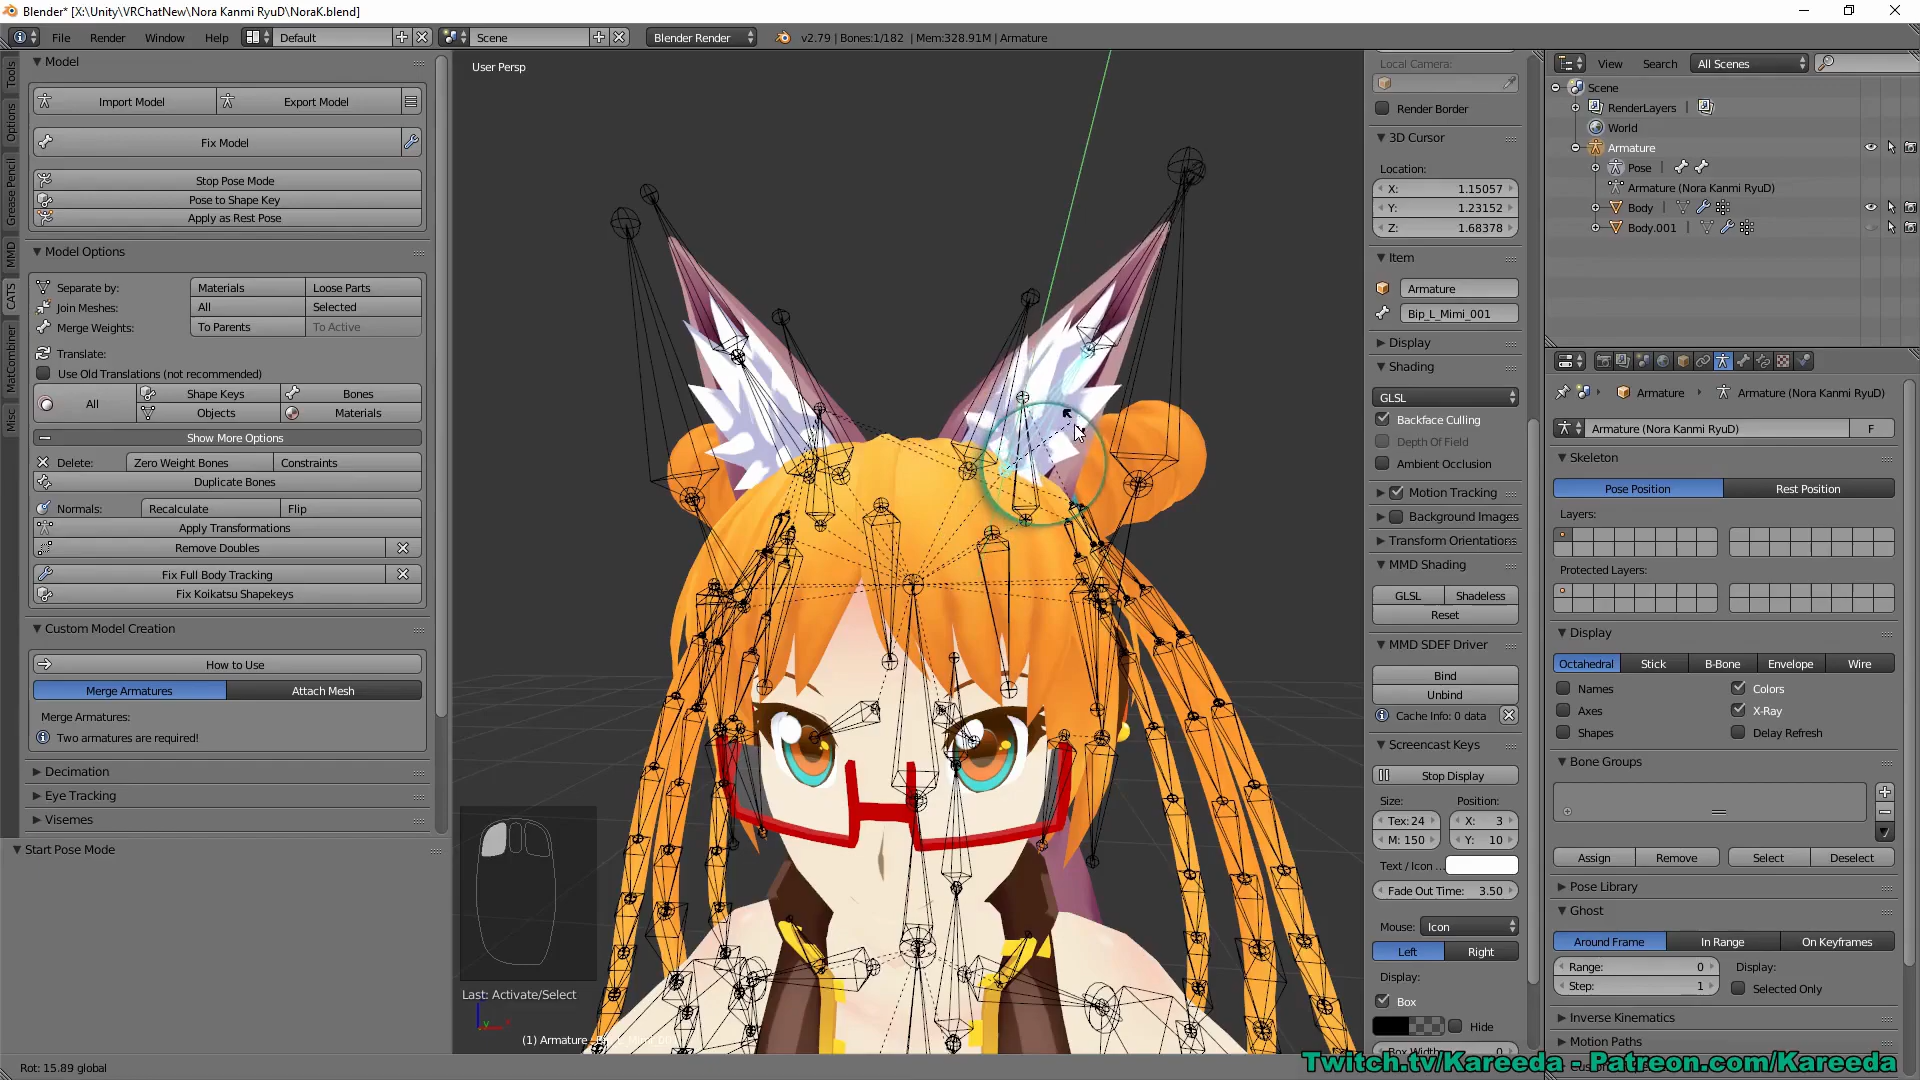 Blender* [X:\Unity\VRChatNew\Nora Kanmi RyuD\NoraK.blend]
File Render Window Help Default Scene Blender Render v2.79 | Bones:1/182 | Mem:328.91M | Armature
Tools
Options
Grease Pencil
MMD
CATS
MatCombiner
Misc
Model
Import Model Export Model
Fix Model
Stop Pose Mode
Pose to Shape Key
Apply as Rest Pose
Model Options
Separate by: Materials Loose Parts
Join Meshes: All Selected
Merge Weights: To Parents To Active
Translate:
Use Old Translations (not recommended)
All Shape Keys Bones
Objects Materials
Show More Options
Delete: Zero Weight Bones Constraints
Duplicate Bones
Normals: Recalculate Flip
Apply Transformations
Remove Doubles
Fix Full Body Tracking
Fix Koikatsu Shapekeys
Custom Model Creation
How to Use
Merge Armatures Attach Mesh
Merge Armatures:
Two armatures are required!
Decimation
Eye Tracking
Visemes
Start Pose Mode
User Persp
Last: Activate/Select
Rot: 15.89 global
Local Camera:
Render Border
3D Cursor
Location:
X: 1.15057
Y: 1.23152
Z: 1.68378
Item
Armature
Bip_L_Mimi_001
Display
Shading
GLSL
Backface Culling
Depth Of Field
Ambient Occlusion
Motion Tracking
Background Images
Transform Orientations
MMD Shading
GLSL Shadeless
Reset
MMD SDEF Driver
Bind
Unbind
Cache Info: 0 data
Screencast Keys
Stop Display
Size: Position:
Tex: 24 X: 3
M: 150 Y: 10
Text / Icon ...
Fade Out Time: 3.50
Mouse: Icon
Left Right
Display:
Box
Hide
View Search All Scenes
Scene
RenderLayers |
World
Armature
Pose |
Armature (Nora Kanmi RyuD)
Body |
Body.001 |
Armature Armature (Nora Kanmi RyuD)
Armature (Nora Kanmi RyuD) F
Skeleton
Pose Position Rest Position
Layers:
Protected Layers:
Display
Octahedral Stick B-Bone Envelope Wire
Names Colors
Axes X-Ray
Shapes Delay Refresh
Bone Groups
Assign Remove Select Deselect
Pose Library
Ghost
Around Frame In Range On Keyframes
Range: 0 Display:
Step: 1 Selected Only
Inverse Kinematics
Motion Paths
Twitch.tv/Kareeda - Patreon.com/Kareeda